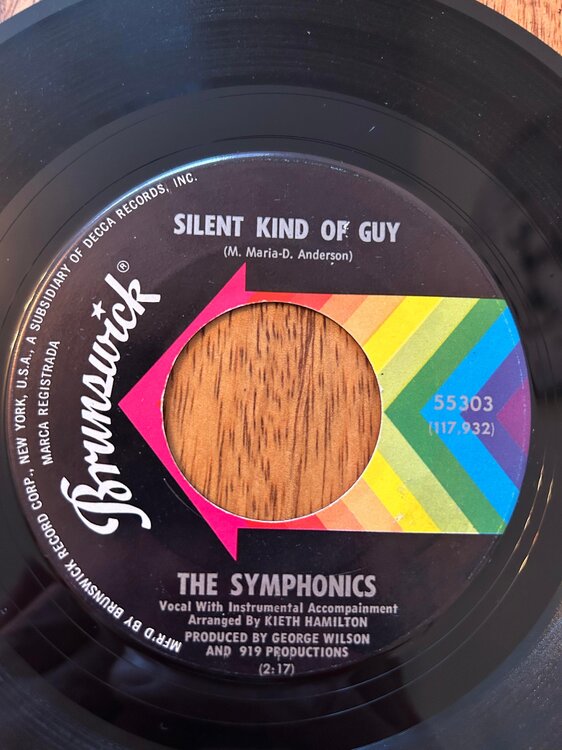 SILENT KIND OF GUY
(M. Maria-D. Anderson)
Brunswick®
MFR'D BY BRUNSWICK RECORD CORP., NEW YORK, U.S.A., A SUBSIDIARY OF DECCA RECORDS, INC.
MARCA REGISTRADA
55303
(117,932)
THE SYMPHONICS
Vocal With Instrumental Accompainment
Arranged By KIETH HAMILTON
PRODUCED BY GEORGE WILSON
AND 919 PRODUCTIONS
(2:17)